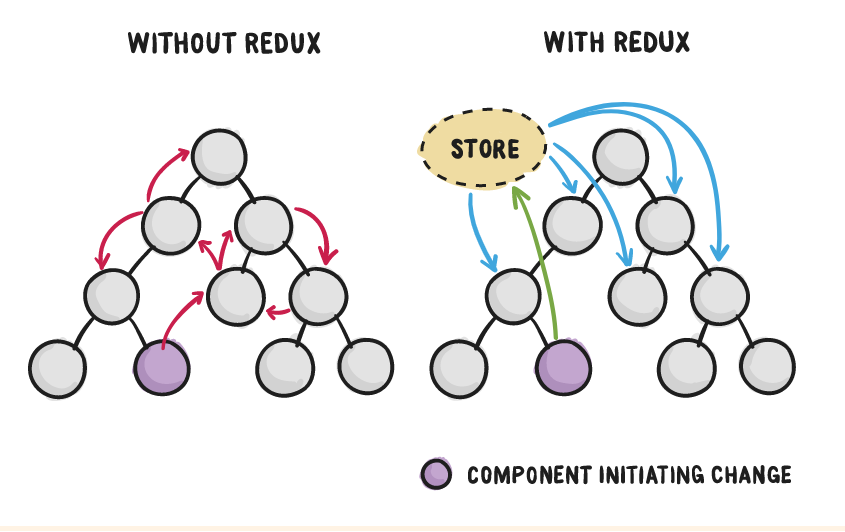 WITHOUT REDUX
WITH REDUX
STORE
COMPONENT INITIATING CHANGE